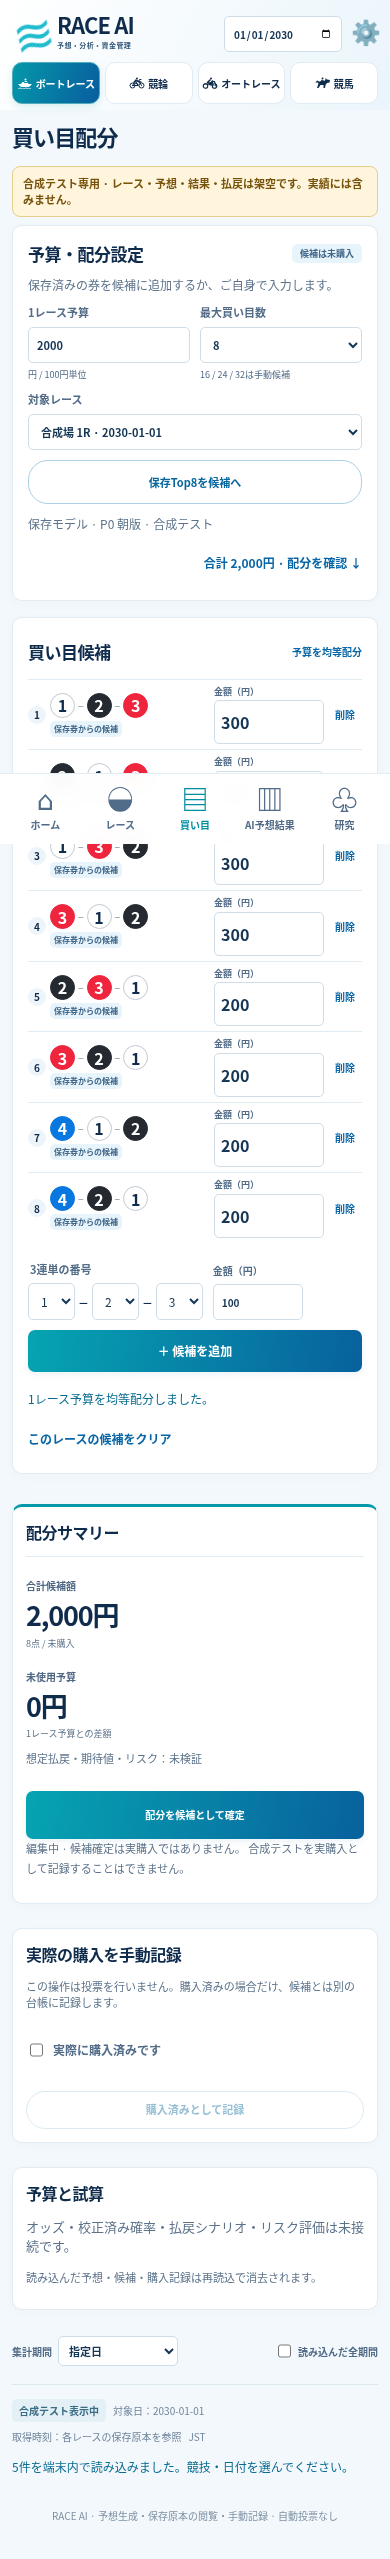 RACE AI
予想・分析・資金管理
01/01/2030
ボートレース
競輪
オートレース
競馬
買い目配分
合成テスト専用・レース・予想・結果・払戻は架空です。実績には含
みません。
予算・配分設定
候補は未購入
保存済みの券を候補に追加するか、ご自身で入力します。
1レース予算
最大買い目数
2000
8
円 / 100円単位
16 / 24 / 32は手動候補
対象レース
合成場 1R · 2030-01-01
保存Top8を候補へ
保存モデル · P0 朝版 · 合成テスト
合計 2,000円 · 配分を確認 ↓
買い目候補
予算を均等配分
金額（円）
1
1 – 2 – 3
300
削除
保存券からの候補
金額（円）
ホーム
レース
買い目
AI予想結果
研究
3
1 – 3 – 2
300
削除
保存券からの候補
金額（円）
4
3 – 1 – 2
300
削除
保存券からの候補
金額（円）
5
2 – 3 – 1
200
削除
保存券からの候補
金額（円）
6
3 – 2 – 1
200
削除
保存券からの候補
金額（円）
7
4 – 1 – 2
200
削除
保存券からの候補
金額（円）
8
4 – 2 – 1
200
削除
保存券からの候補
3連単の番号
金額（円）
1 — 2 — 3
100
＋候補を追加
1レース予算を均等配分しました。
このレースの候補をクリア
配分サマリー
合計候補額
2,000円
8点 / 未購入
未使用予算
0円
1レース予算との差額
想定払戻・期待値・リスク：未検証
配分を候補として確定
編集中 · 候補確定は実購入ではありません。 合成テストを実購入と
して記録することはできません。
実際の購入を手動記録
この操作は投票を行いません。購入済みの場合だけ、候補とは別の
台帳に記録します。
実際に購入済みです
購入済みとして記録
予算と試算
オッズ・校正済み確率・払戻シナリオ・リスク評価は未接
続です。
読み込んだ予想・候補・購入記録は再読込で消去されます。
集計期間
指定日
読み込んだ全期間
合成テスト表示中
対象日：2030-01-01
取得時刻：各レースの保存原本を参照 JST
5件を端末内で読み込みました。競技・日付を選んでください。
RACE AI · 予想生成・保存原本の閲覧・手動記録 · 自動投票なし